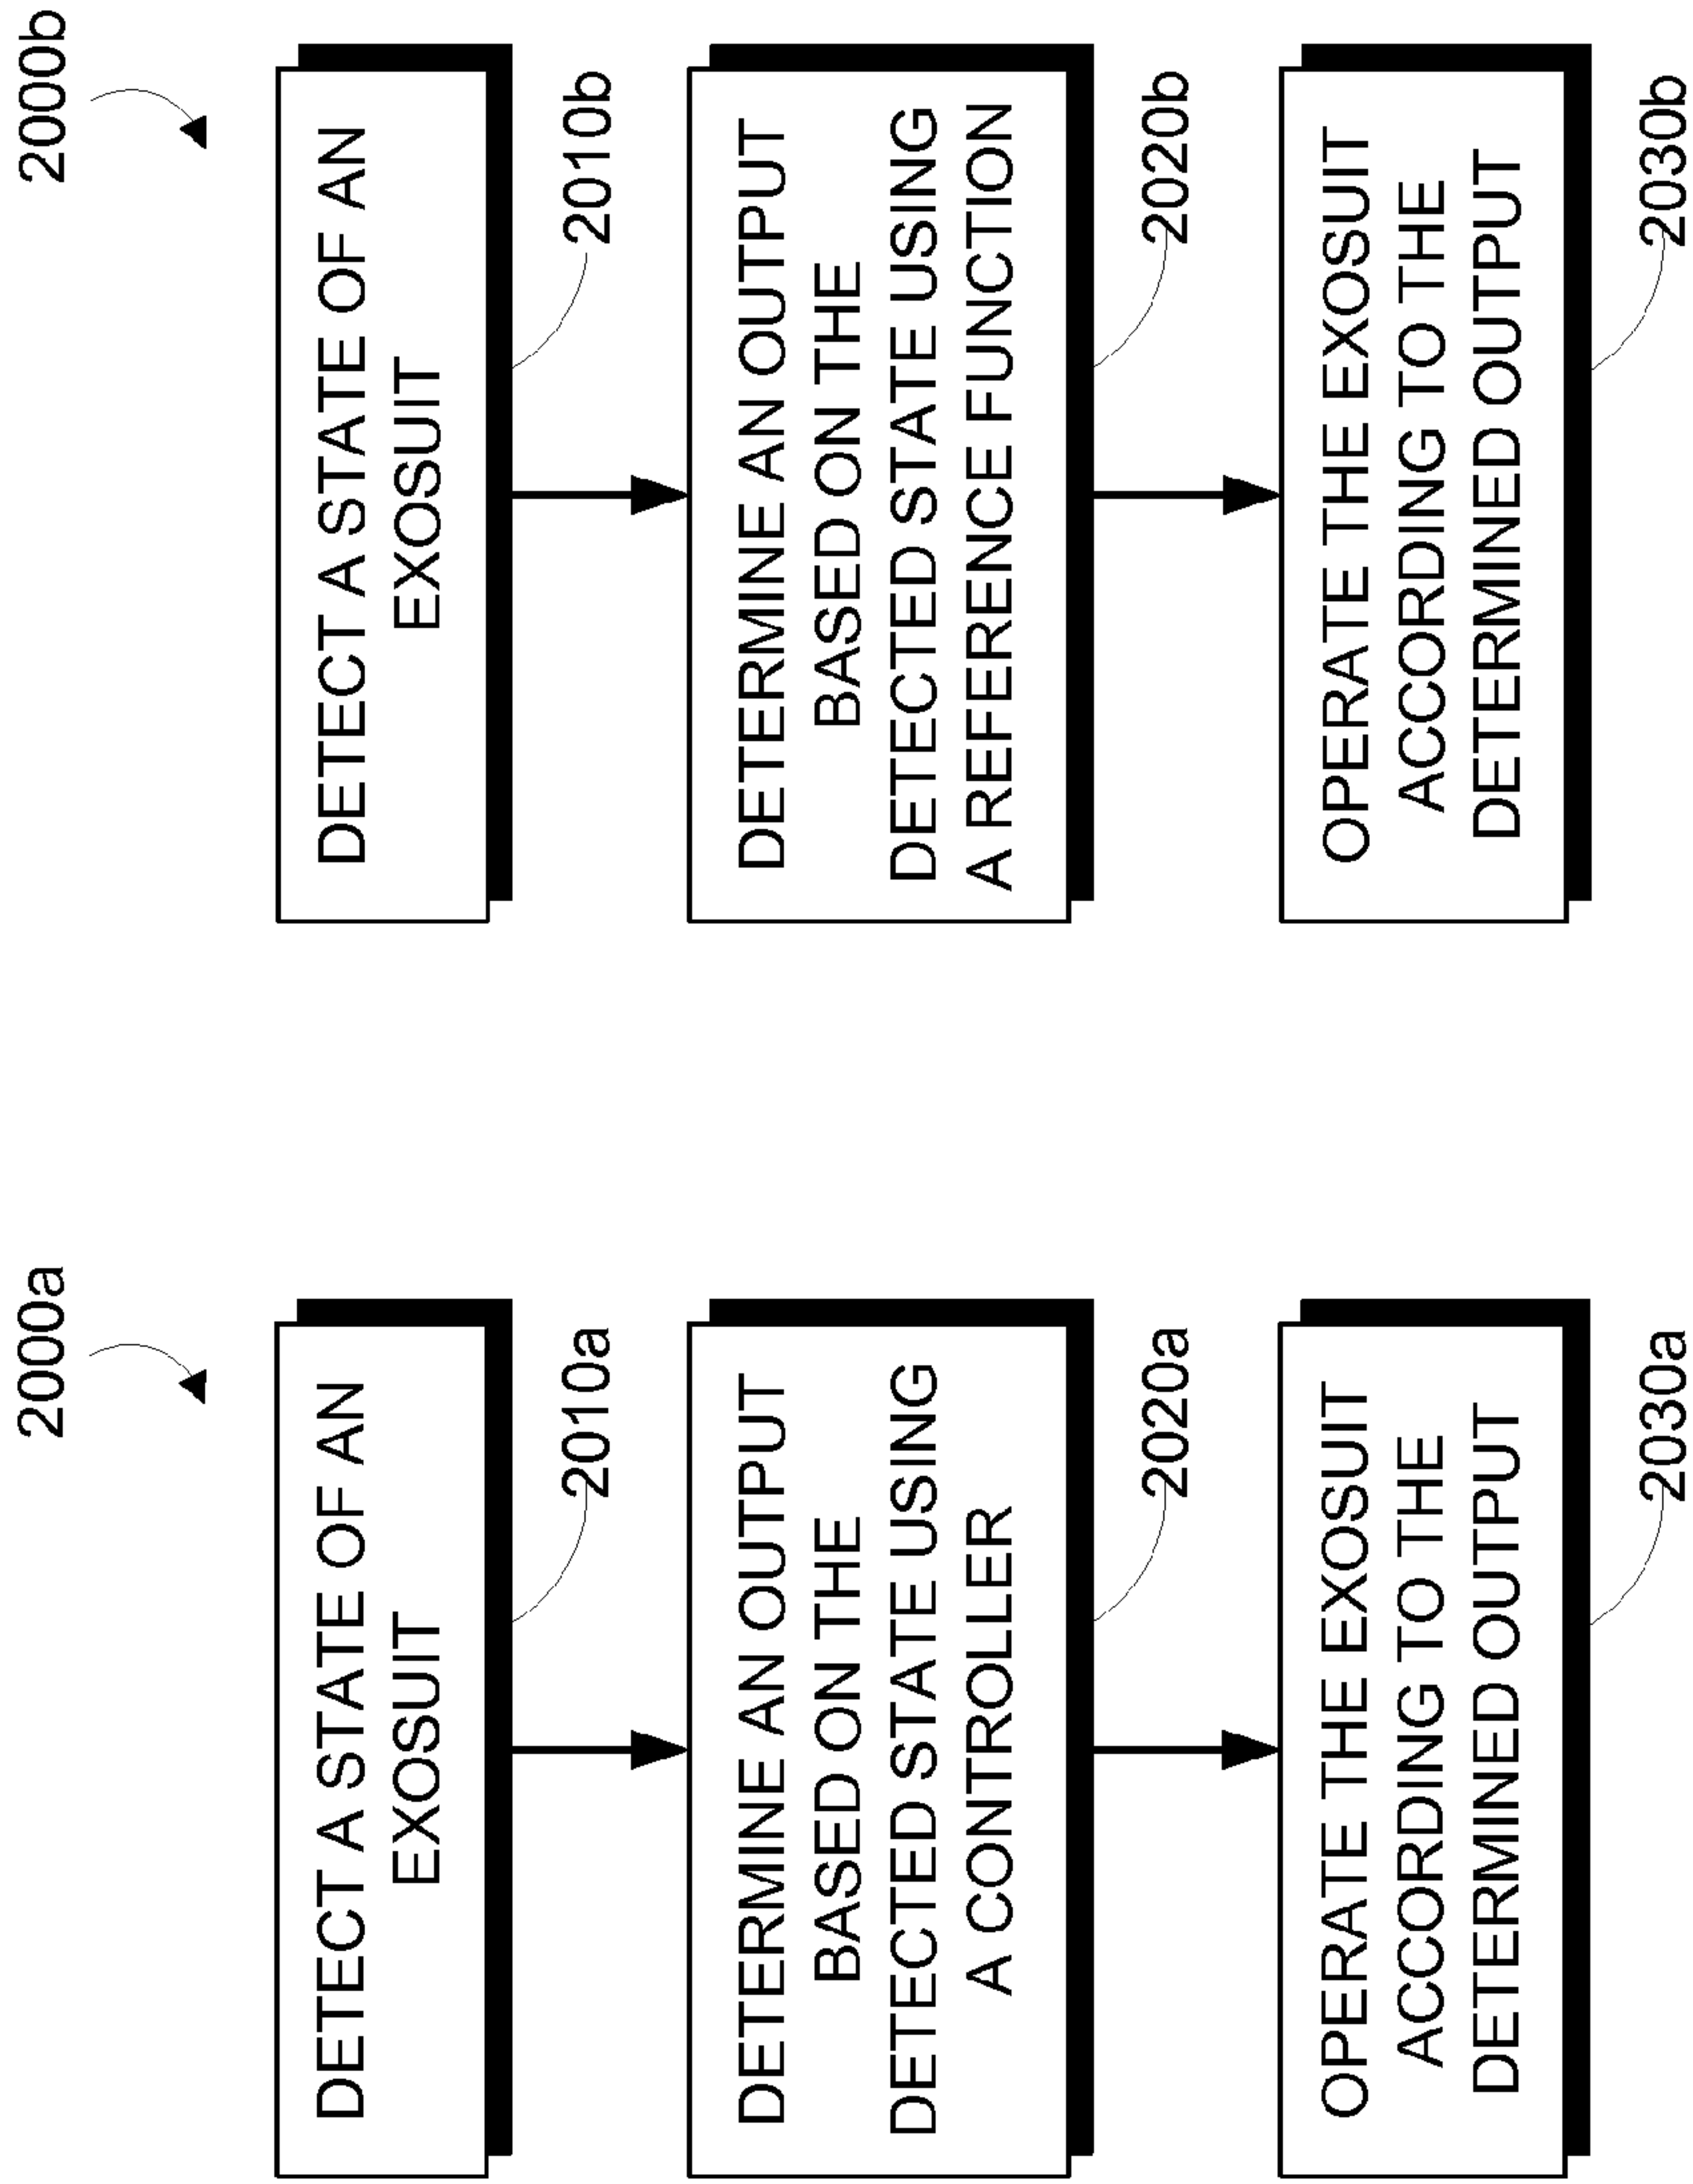 2000a
DETECT A STATE OF AN
EXOSUIT
2010a
DETERMINE AN OUTPUT
BASED ON THE
DETECTED STATE USING
A CONTROLLER
2020a
OPERATE THE EXOSUIT
ACCORDING TO THE
DETERMINED OUTPUT
2030a
2000b
DETECT A STATE OF AN
EXOSUIT
2010b
DETERMINE AN OUTPUT
BASED ON THE
DETECTED STATE USING
A REFERENCE FUNCTION
2020b
OPERATE THE EXOSUIT
ACCORDING TO THE
DETERMINED OUTPUT
2030b